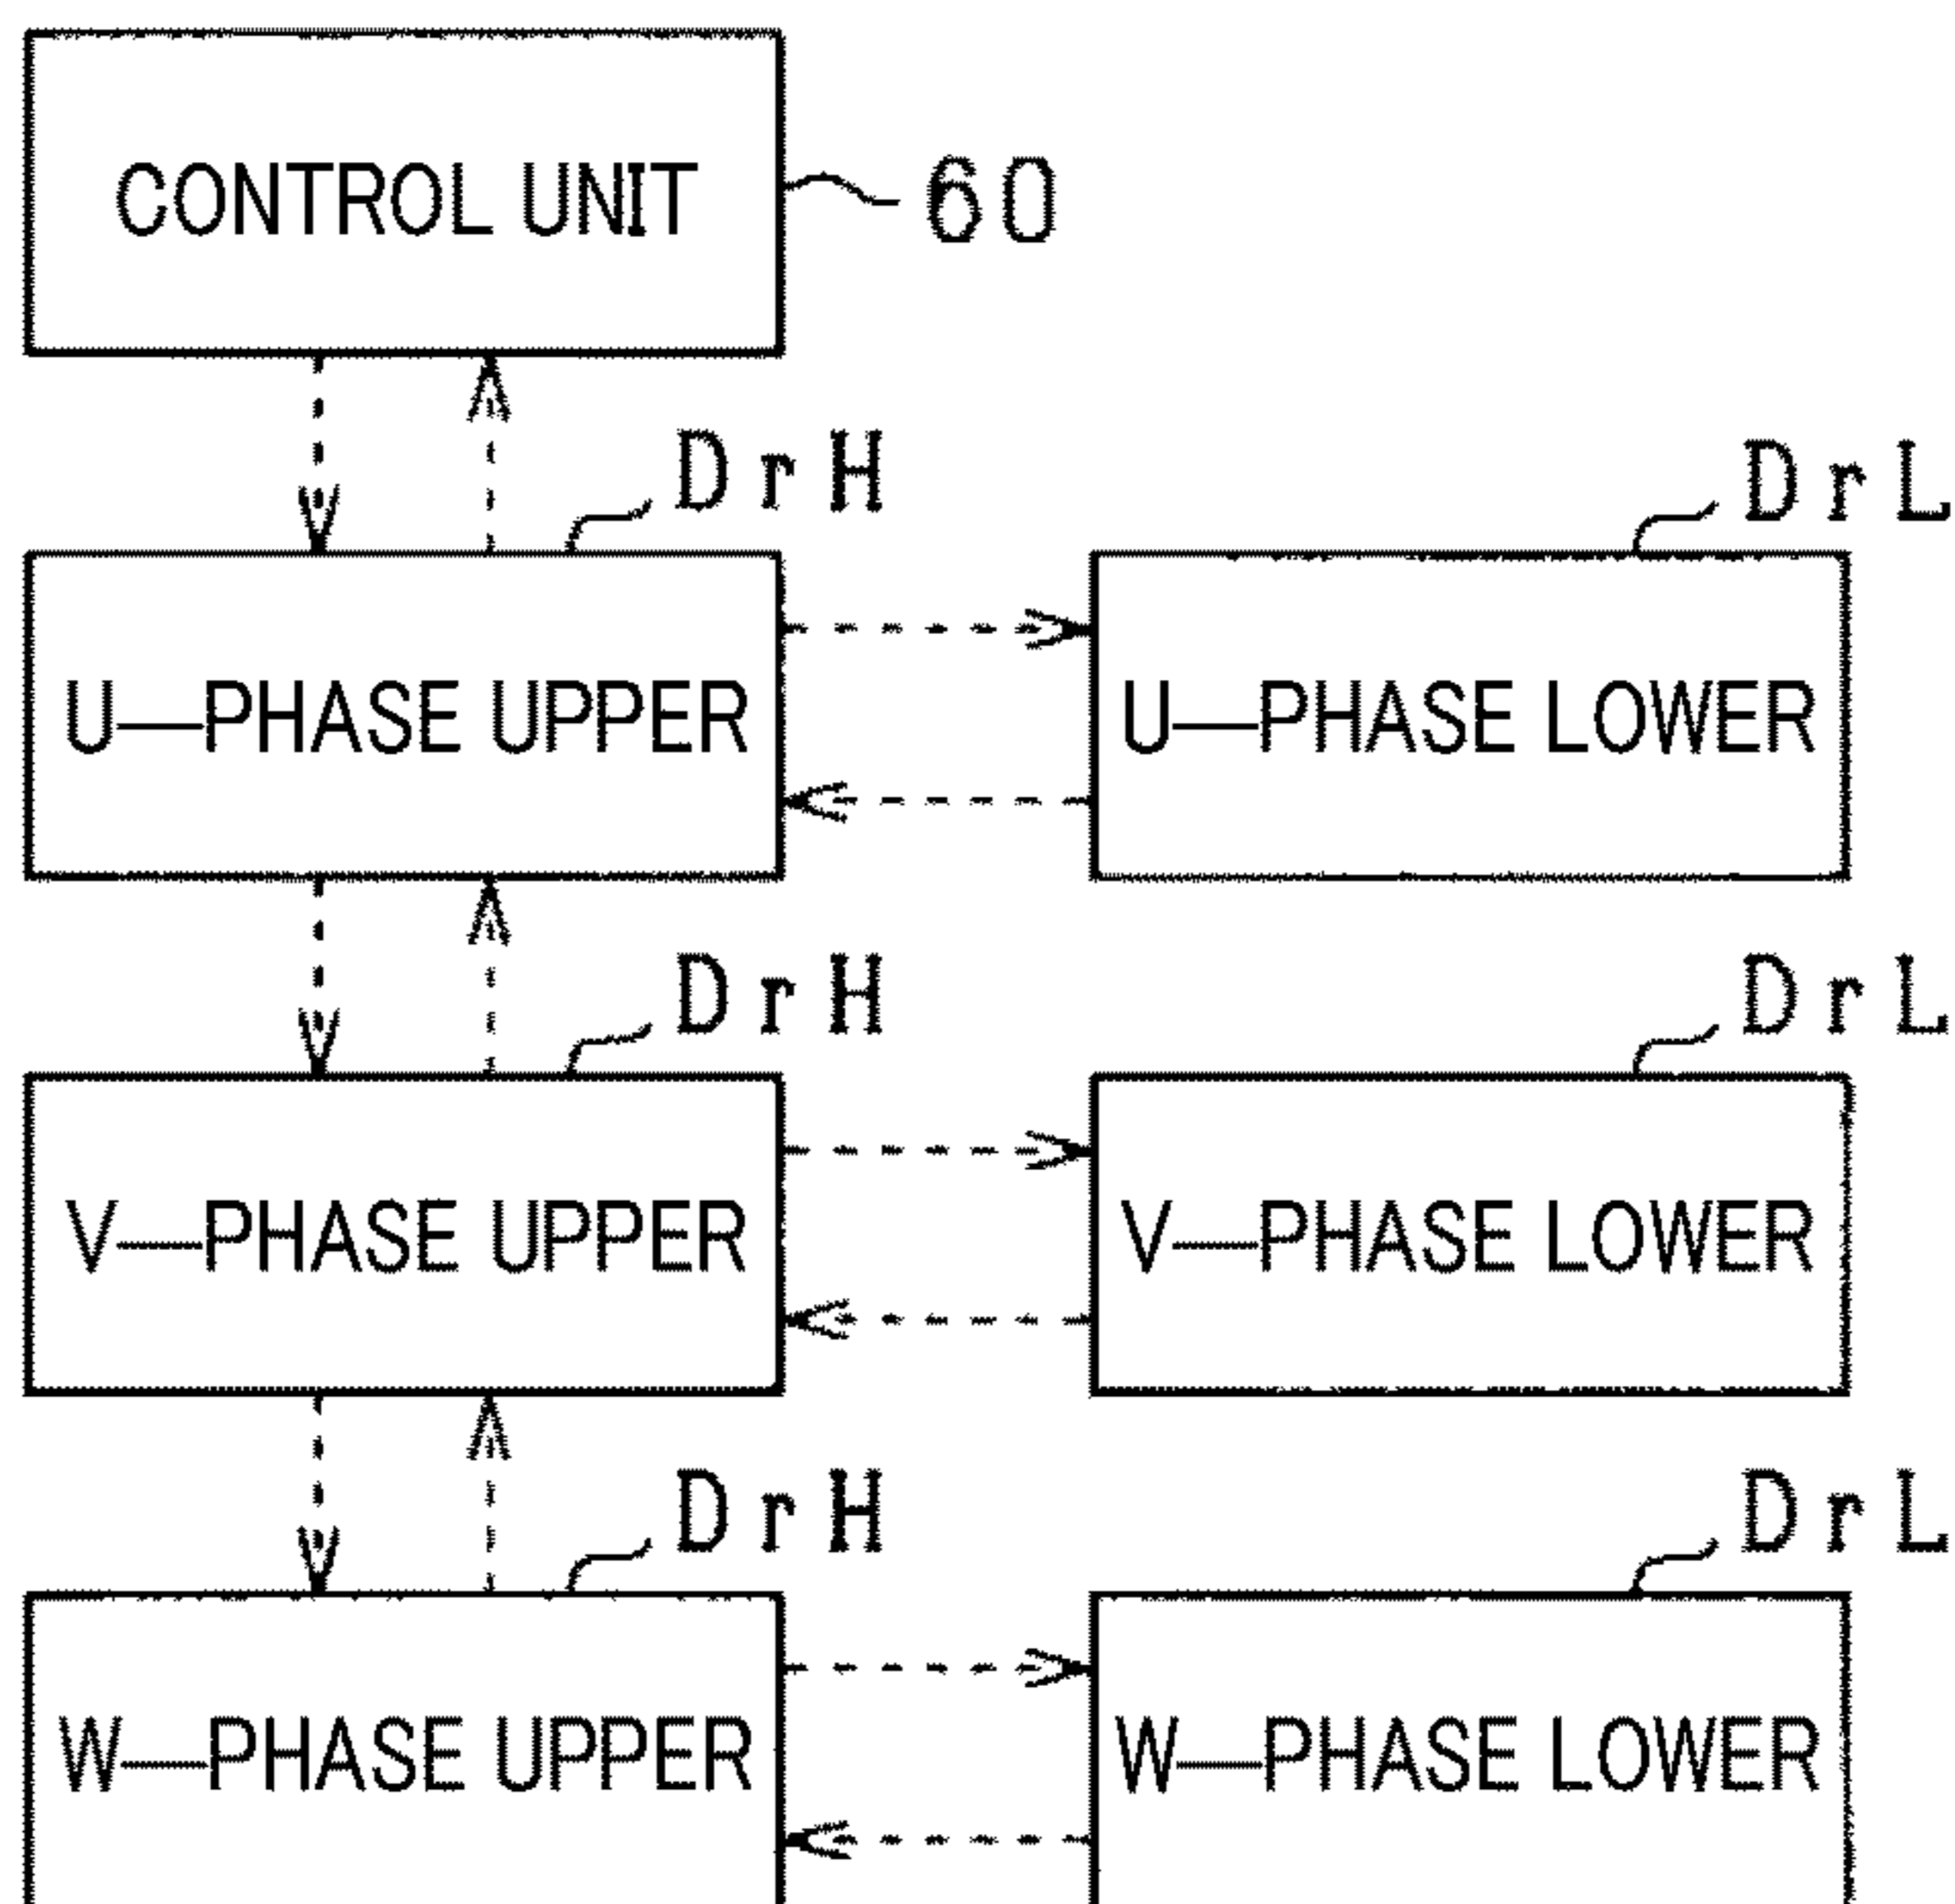 CONTROL UNIT
60
DrH
DrL
U—PHASE UPPER
U—PHASE LOWER
DrH
DrL
V—PHASE UPPER
V—PHASE LOWER
DrH
DrL
W—PHASE UPPER
W—PHASE LOWER